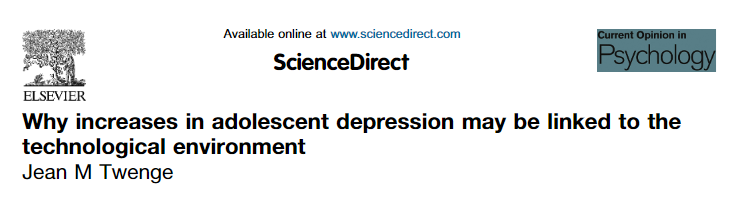 Available online at www.sciencedirect.com
ScienceDirect
Current Opinion in
Psychology
ELSEVIER
Why increases in adolescent depression may be linked to the
technological environment
Jean M Twenge